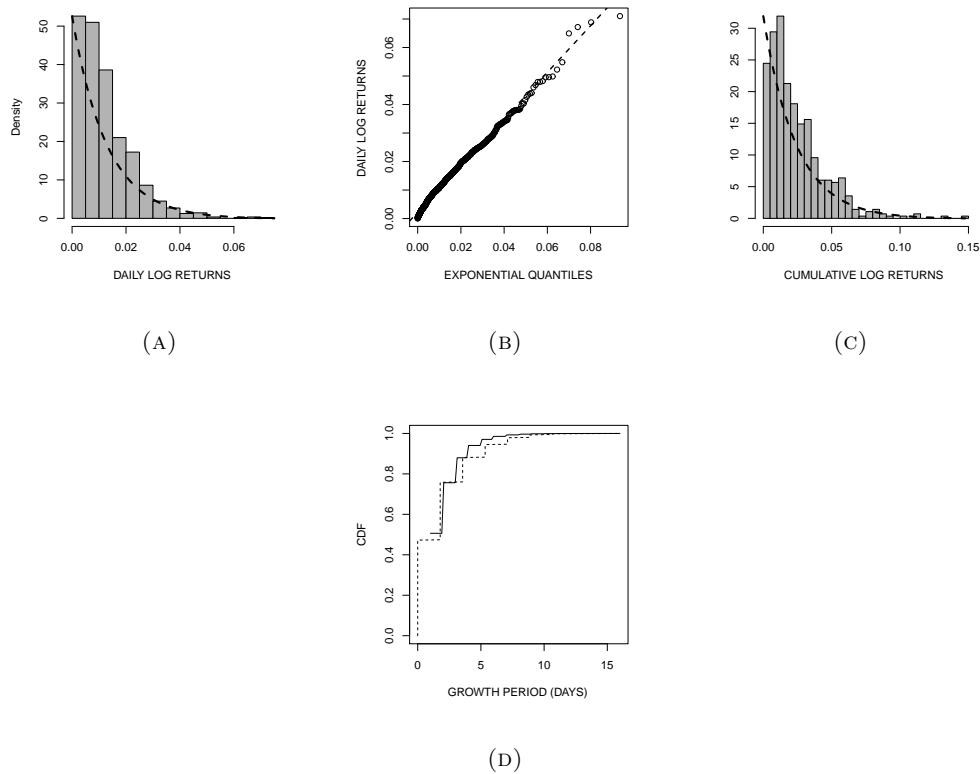 Density
0 10 20 30 40 50
0.00 0.02 0.04 0.06
DAILY LOG RETURNS
(A)
DAILY LOG RETURNS
0.00 0.02 0.04 0.06
0.00 0.02 0.04 0.06 0.08
EXPONENTIAL QUANTILES
(B)
0 5 10 15 20 25 30
0.00 0.05 0.10 0.15
CUMULATIVE LOG RETURNS
(C)
CDF
0.0 0.2 0.4 0.6 0.8 1.0
0 5 10 15
GROWTH PERIOD (DAYS)
(D)